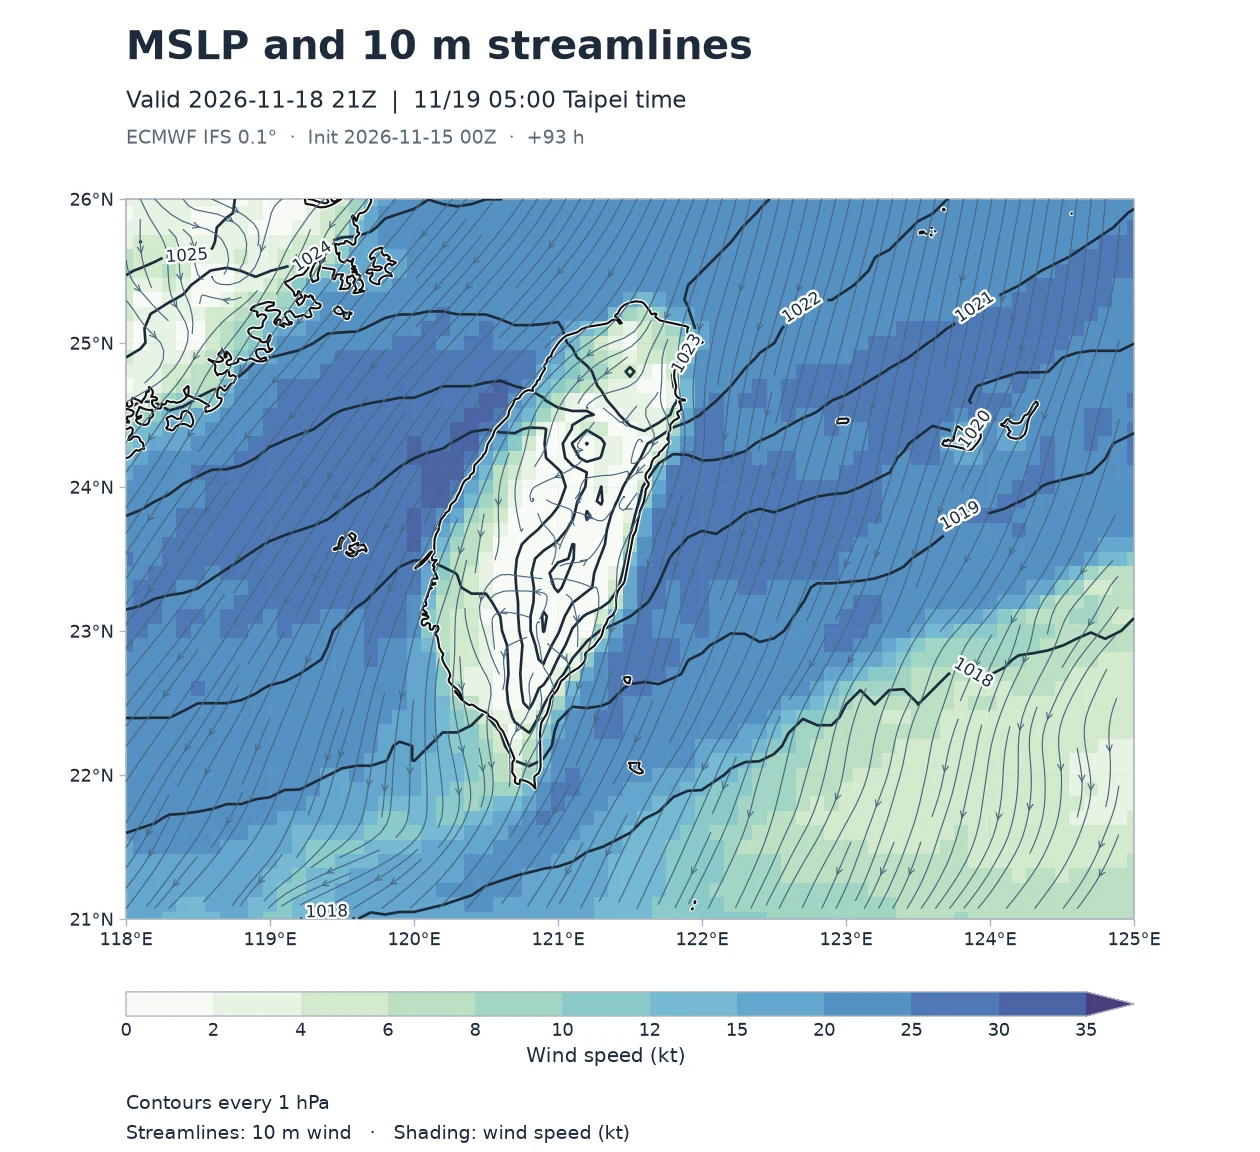 MSLP and 10 m streamlines
Valid 2026-11-18 21Z | 11/19 05:00 Taipei time
ECMWF IFS 0.1° · Init 2026-11-15 00Z · +93 h
26°N
25°N
24°N
23°N
22°N
21°N
1025
1024
1023
1022
1021
1020
1019
1018
1018
118°E 119°E 120°E 121°E 122°E 123°E 124°E 125°E
0 2 4 6 8 10 12 15 20 25 30 35
Wind speed (kt)
Contours every 1 hPa
Streamlines: 10 m wind · Shading: wind speed (kt)